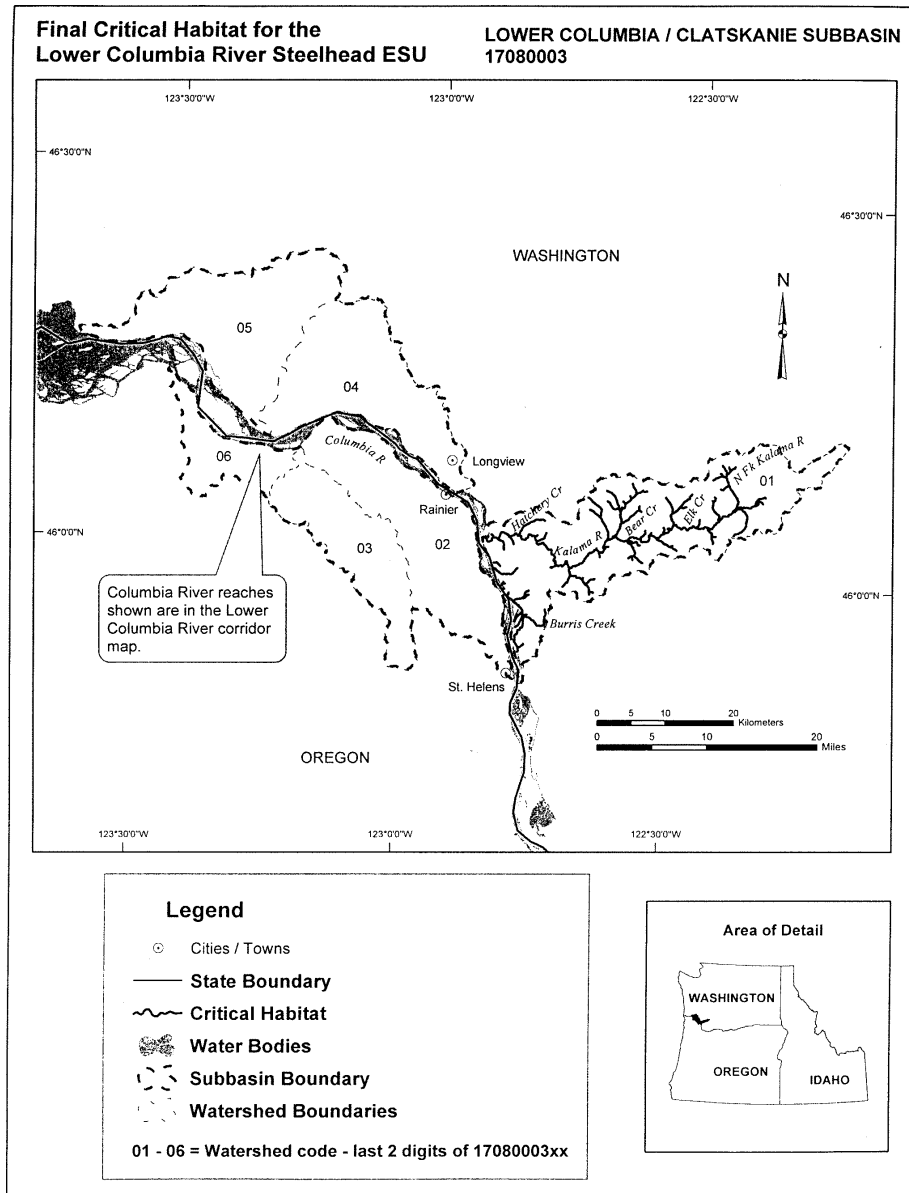 Final Critical Habitat for the
Lower Columbia River Steelhead ESU
LOWER COLUMBIA / CLATSKANIE SUBBASIN
17080003
123°30'0"W
123°0'0"W
122°30'0"W
46°30'0"N
46°30'0"N
WASHINGTON
N
05
04
Columbia R
06
Longview
Rainier
Hatchery Cr
N Fk Kalama R
01
Elk Cr
Bear Cr
Kalama R
46°0'0"N
03
02
46°0'0"N
Columbia River reaches
shown are in the Lower
Columbia River corridor
map.
Burris Creek
St. Helens
0 5 10 20
Kilometers
0 5 10 20
Miles
OREGON
123°30'0"W
123°0'0"W
122°30'0"W
Legend
Cities / Towns
State Boundary
Critical Habitat
Water Bodies
Subbasin Boundary
Watershed Boundaries
01 - 06 = Watershed code - last 2 digits of 17080003xx
Area of Detail
WASHINGTON
OREGON
IDAHO